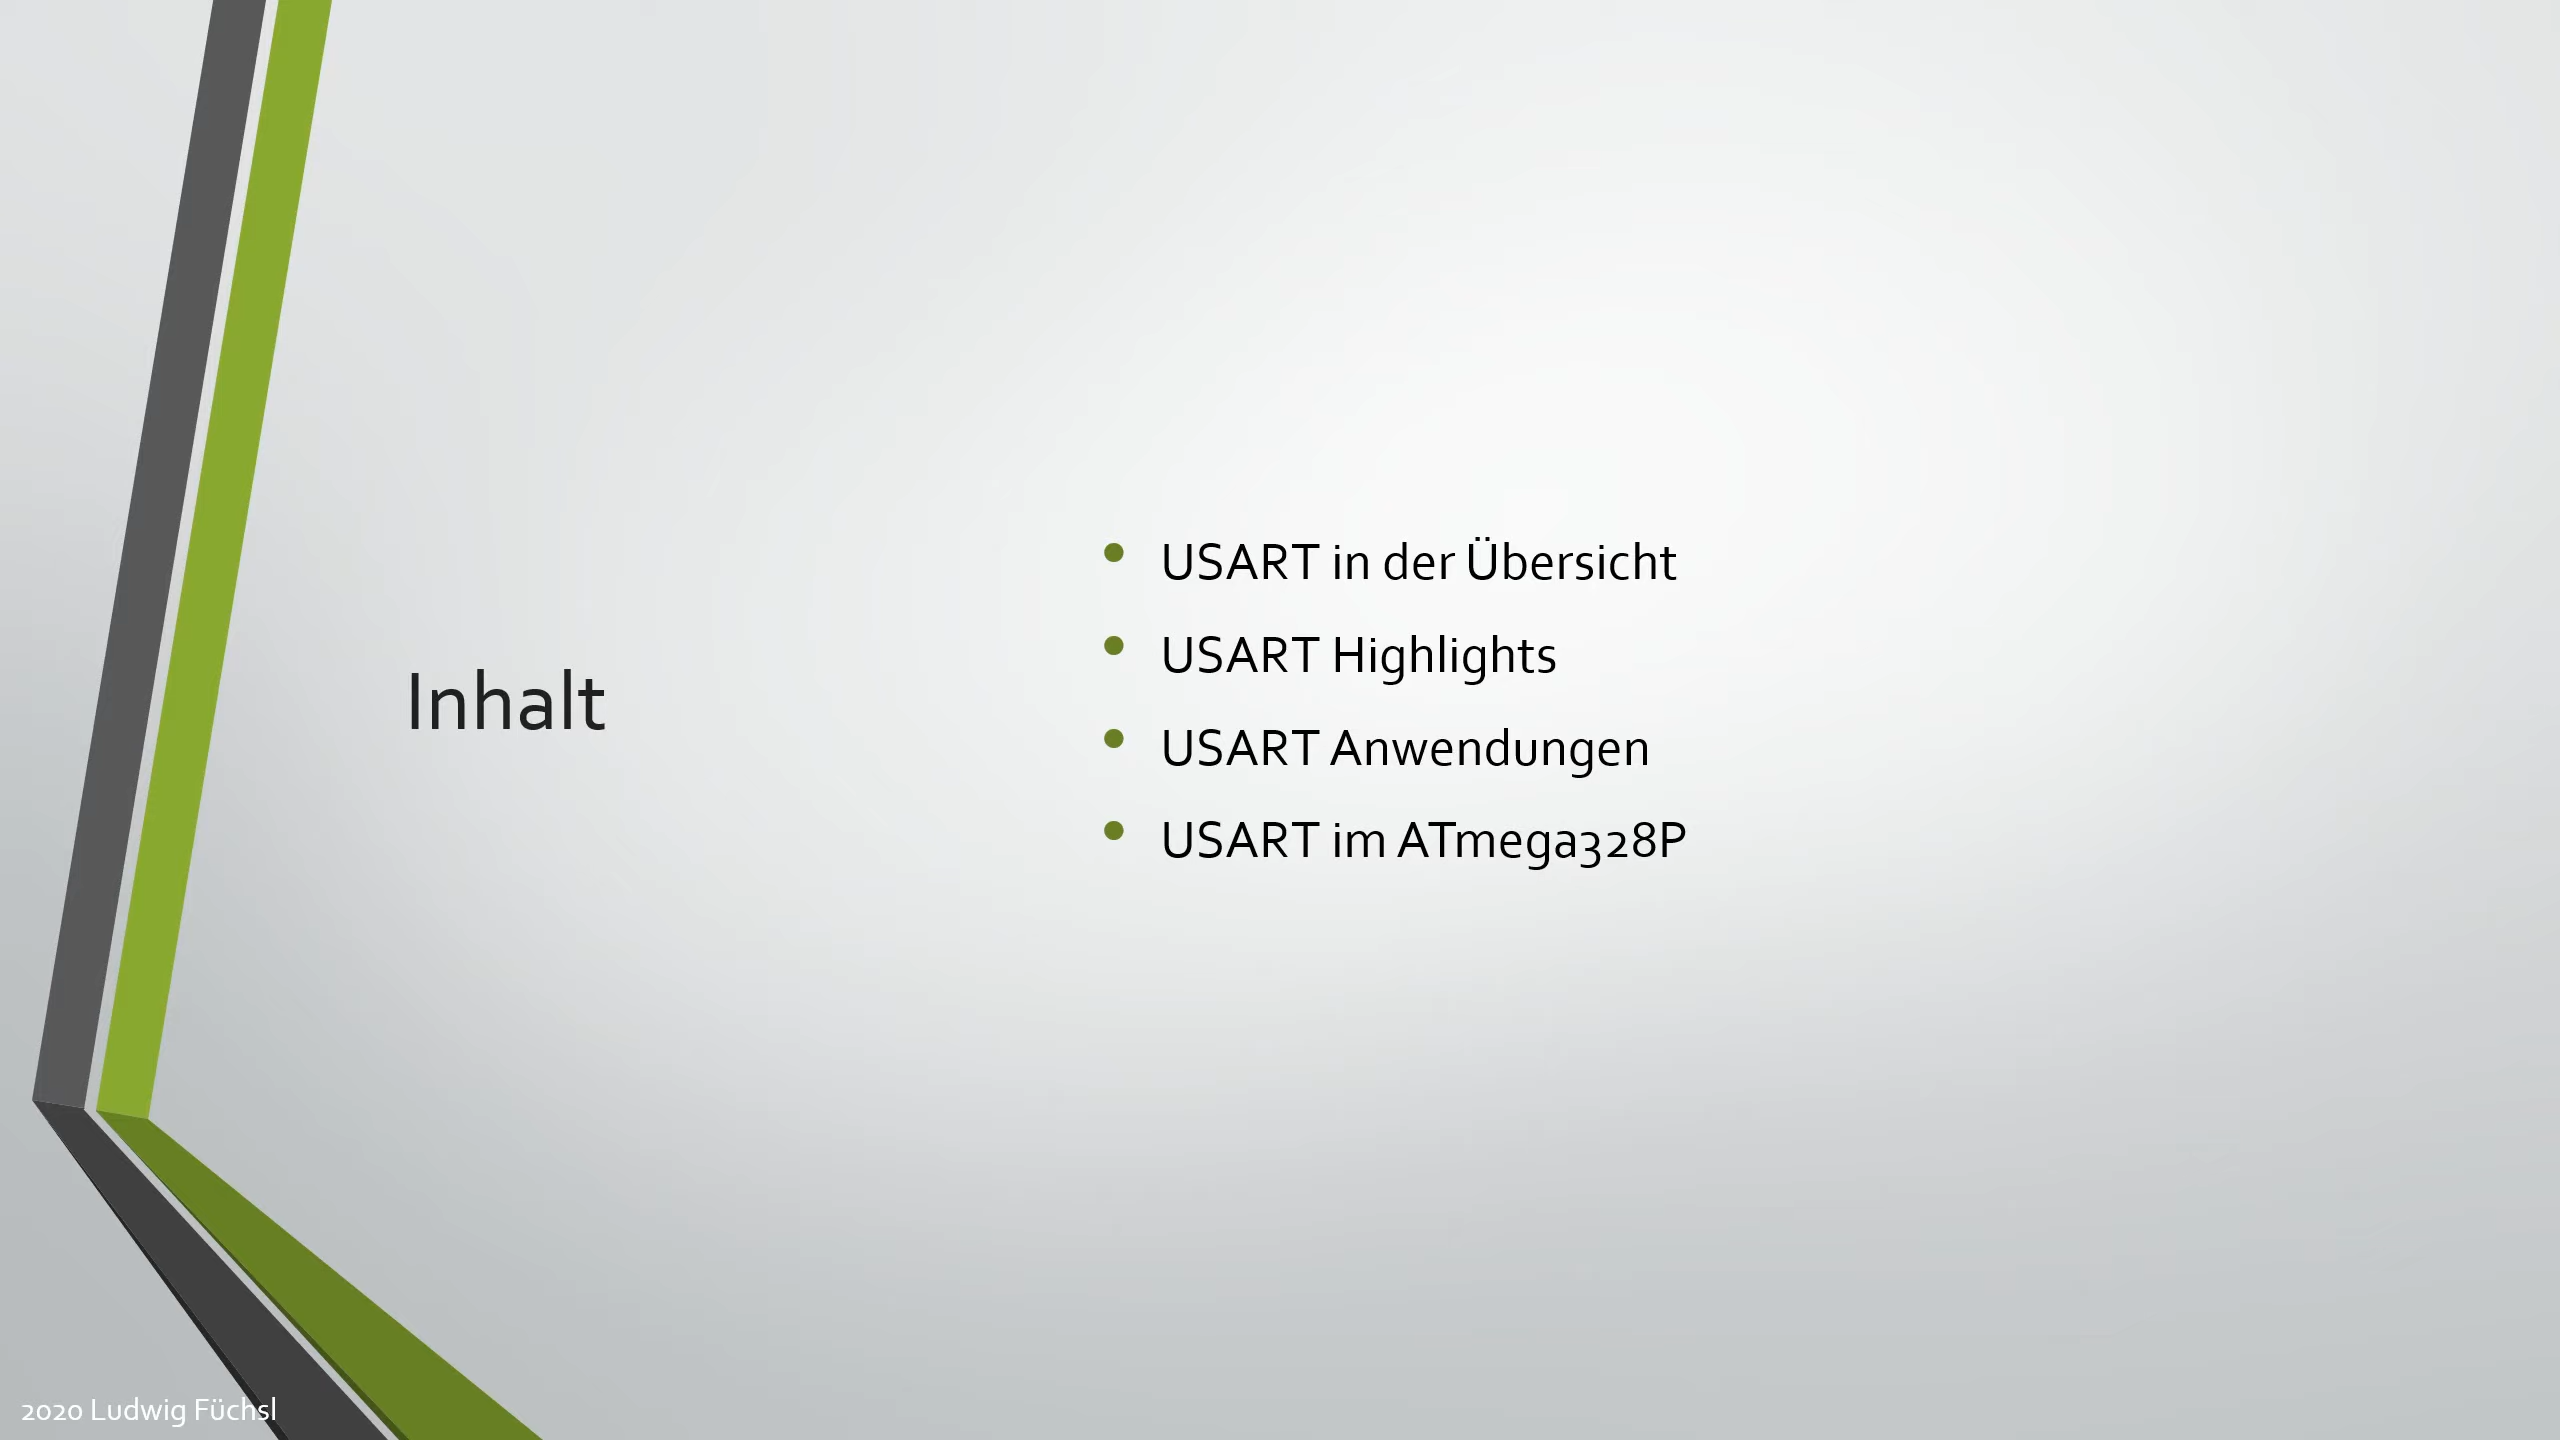 Inhalt
USART in der Übersicht
USART Highlights
USART Anwendungen
USART im ATmega328P
2020 Ludwig Füchsl